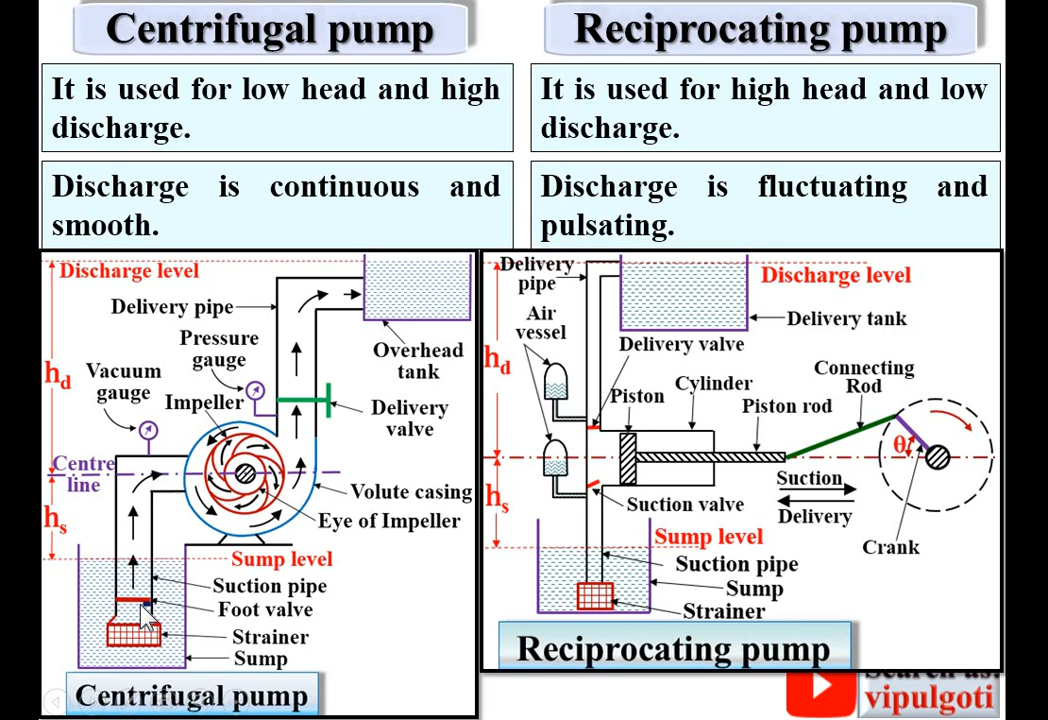 Centrifugal pump
Reciprocating pump
It is used for low head and high
discharge.
It is used for high head and low
discharge.
Discharge is continuous and
smooth.
Discharge is fluctuating and
pulsating.
Discharge level
Delivery pipe
Pressure
gauge
Vacuum
gauge
Impeller
Overhead
tank
Delivery
valve
hd
Centre
line
Volute casing
Eye of Impeller
hs
Sump level
Suction pipe
Foot valve
Strainer
Sump
Centrifugal pump
Delivery
pipe
Discharge level
Air
vessel
Delivery tank
Delivery valve
hd
Connecting
Rod
Piston
Cylinder
Piston rod
θ
Suction
Delivery
hs
Suction valve
Crank
Sump level
Suction pipe
Sump
Strainer
Reciprocating pump
Search as:
vipulgoti